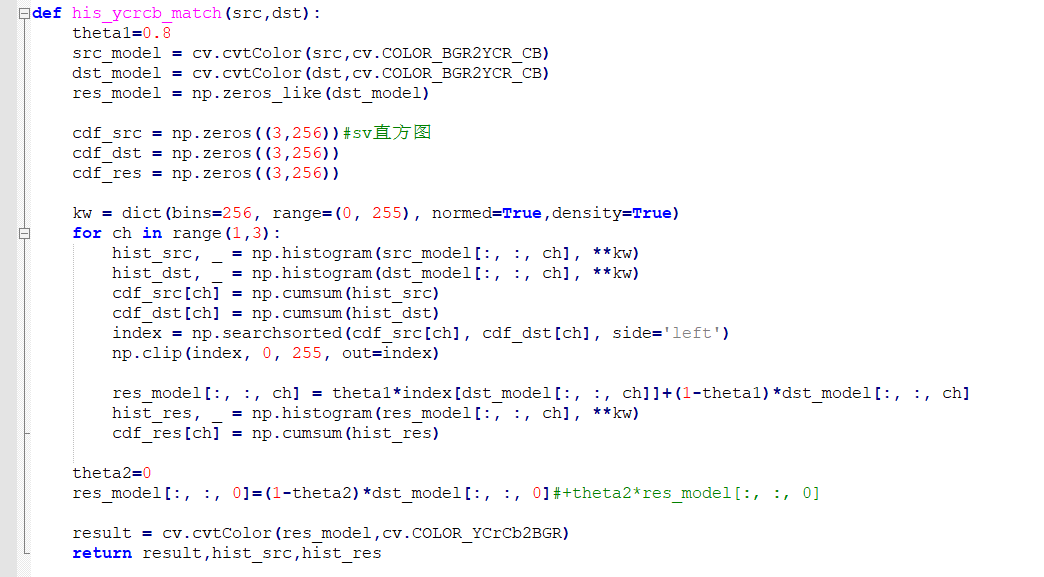 def his_ycrcb_match(src,dst):
    theta1=0.8
    src_model = cv.cvtColor(src,cv.COLOR_BGR2YCR_CB)
    dst_model = cv.cvtColor(dst,cv.COLOR_BGR2YCR_CB)
    res_model = np.zeros_like(dst_model)

    cdf_src = np.zeros((3,256))#sv直方图
    cdf_dst = np.zeros((3,256))
    cdf_res = np.zeros((3,256))

    kw = dict(bins=256, range=(0, 255), normed=True,density=True)
    for ch in range(1,3):
        hist_src, _ = np.histogram(src_model[:, :, ch], **kw)
        hist_dst, _ = np.histogram(dst_model[:, :, ch], **kw)
        cdf_src[ch] = np.cumsum(hist_src)
        cdf_dst[ch] = np.cumsum(hist_dst)
        index = np.searchsorted(cdf_src[ch], cdf_dst[ch], side='left')
        np.clip(index, 0, 255, out=index)

        res_model[:, :, ch] = theta1*index[dst_model[:, :, ch]]+(1-theta1)*dst_model[:, :, ch]
        hist_res, _ = np.histogram(res_model[:, :, ch], **kw)
        cdf_res[ch] = np.cumsum(hist_res)

    theta2=0
    res_model[:, :, 0]=(1-theta2)*dst_model[:, :, 0]#+theta2*res_model[:, :, 0]

    result = cv.cvtColor(res_model,cv.COLOR_YCrCb2BGR)
    return result,hist_src,hist_res